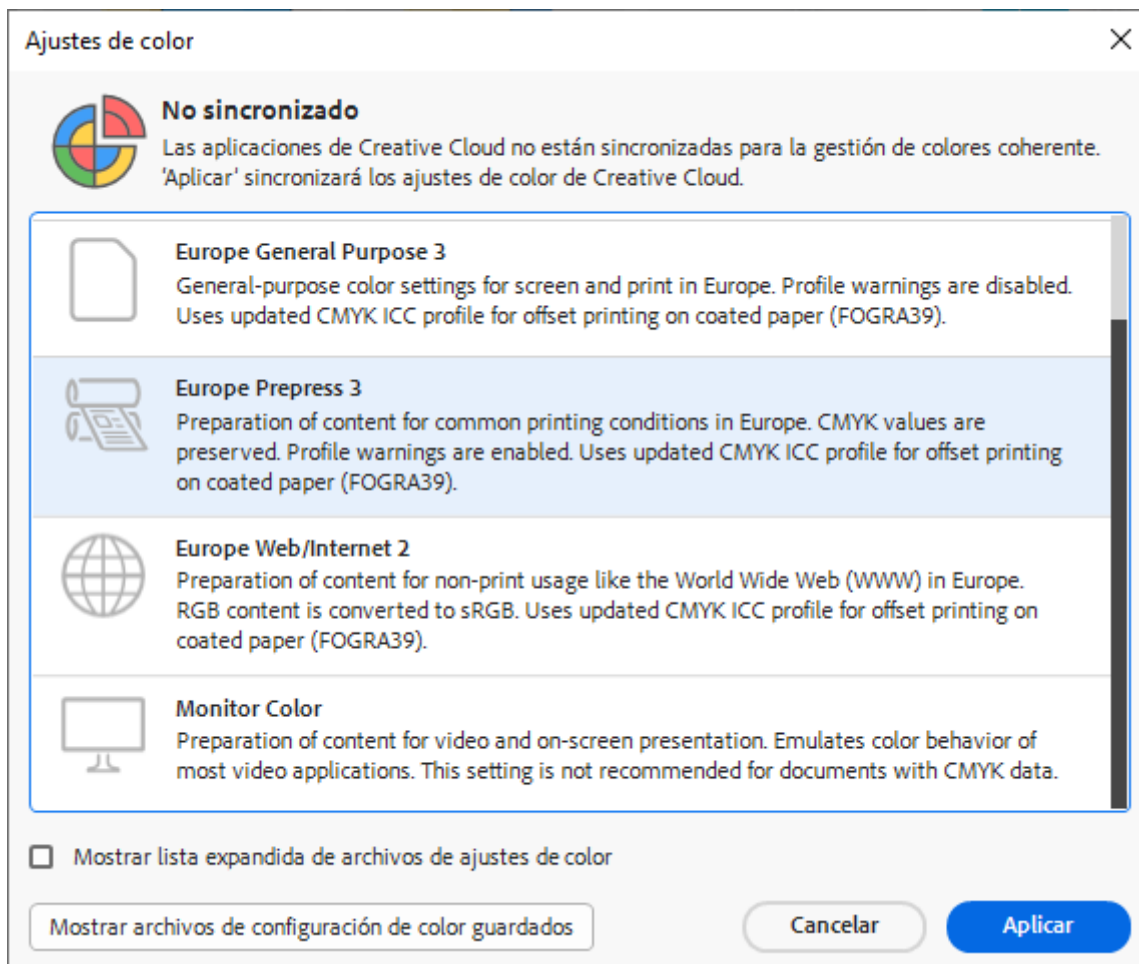 Ajustes de color
No sincronizado
Las aplicaciones de Creative Cloud no están sincronizadas para la gestión de colores coherente.
'Aplicar' sincronizará los ajustes de color de Creative Cloud.
Europe General Purpose 3
General-purpose color settings for screen and print in Europe. Profile warnings are disabled.
Uses updated CMYK ICC profile for offset printing on coated paper (FOGRA39).
Europe Prepress 3
Preparation of content for common printing conditions in Europe. CMYK values are
preserved. Profile warnings are enabled. Uses updated CMYK ICC profile for offset printing
on coated paper (FOGRA39).
Europe Web/Internet 2
Preparation of content for non-print usage like the World Wide Web (WWW) in Europe.
RGB content is converted to sRGB. Uses updated CMYK ICC profile for offset printing on
coated paper (FOGRA39).
Monitor Color
Preparation of content for video and on-screen presentation. Emulates color behavior of
most video applications. This setting is not recommended for documents with CMYK data.
Mostrar lista expandida de archivos de ajustes de color
Mostrar archivos de configuración de color guardados
Cancelar
Aplicar